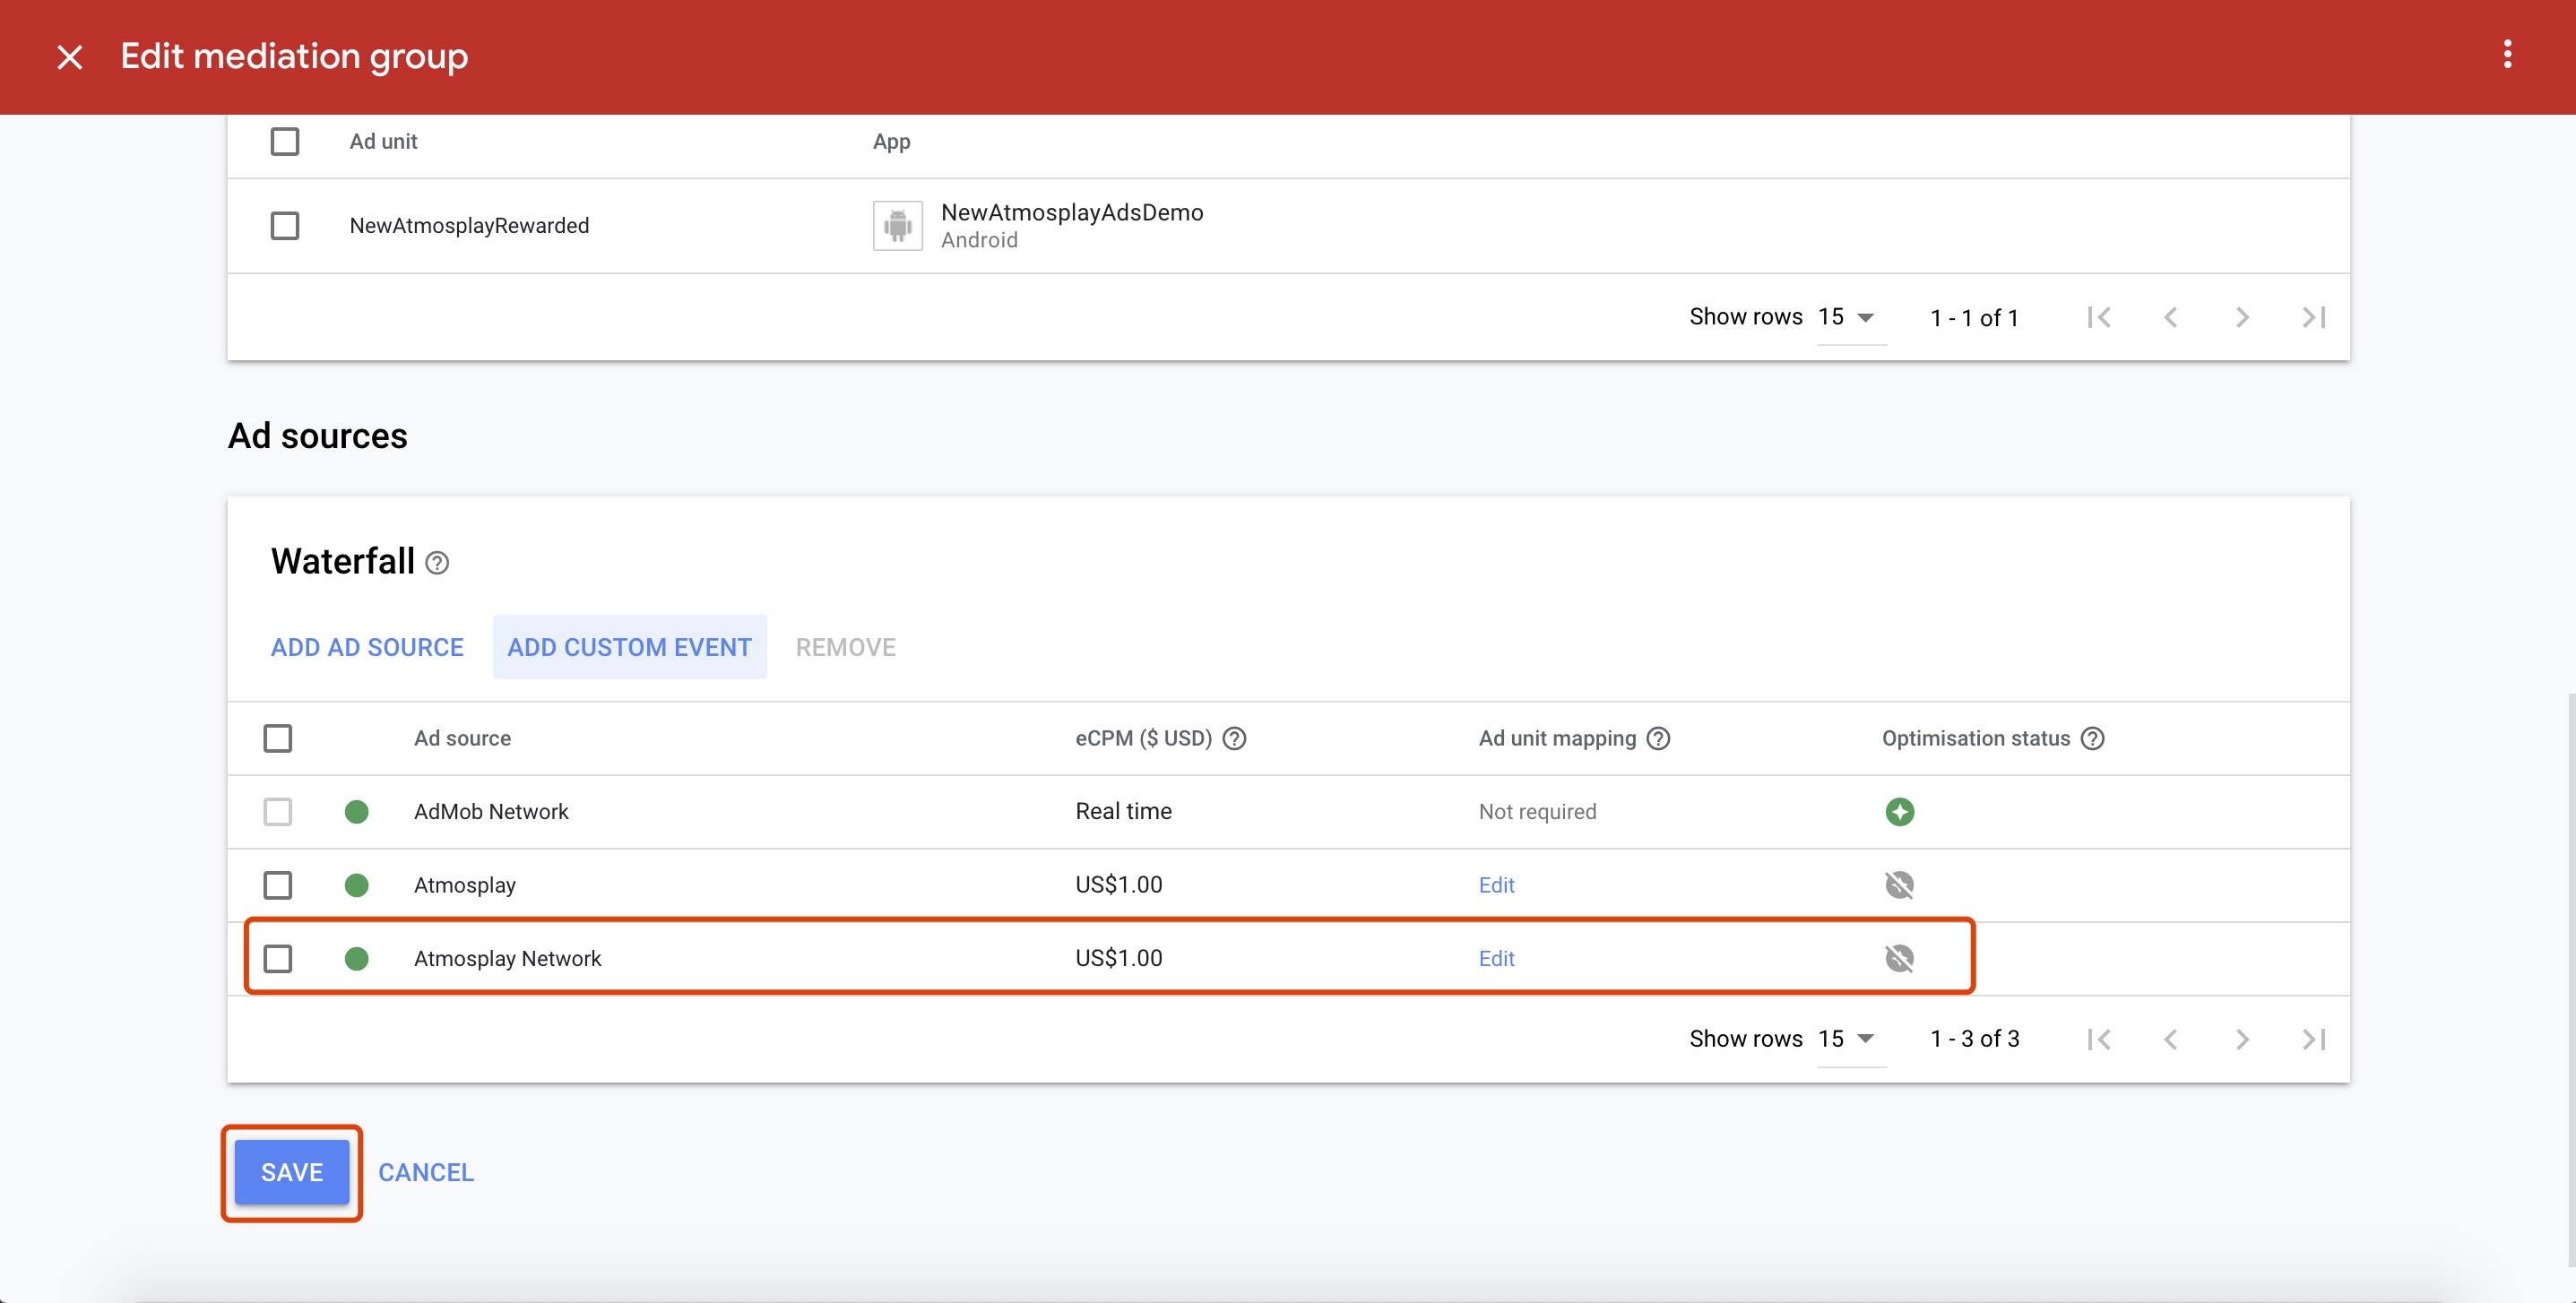 Edit mediation group
Ad unit App
NewAtmosplayRewarded NewAtmosplayAdsDemo
Android
Show rows 15 1 - 1 of 1
Ad sources
Waterfall
ADD AD SOURCE ADD CUSTOM EVENT REMOVE
Ad source eCPM ($ USD) Ad unit mapping Optimisation status
AdMob Network Real time Not required
Atmosplay US$1.00 Edit
Atmosplay Network US$1.00 Edit
Show rows 15 1 - 3 of 3
SAVE CANCEL